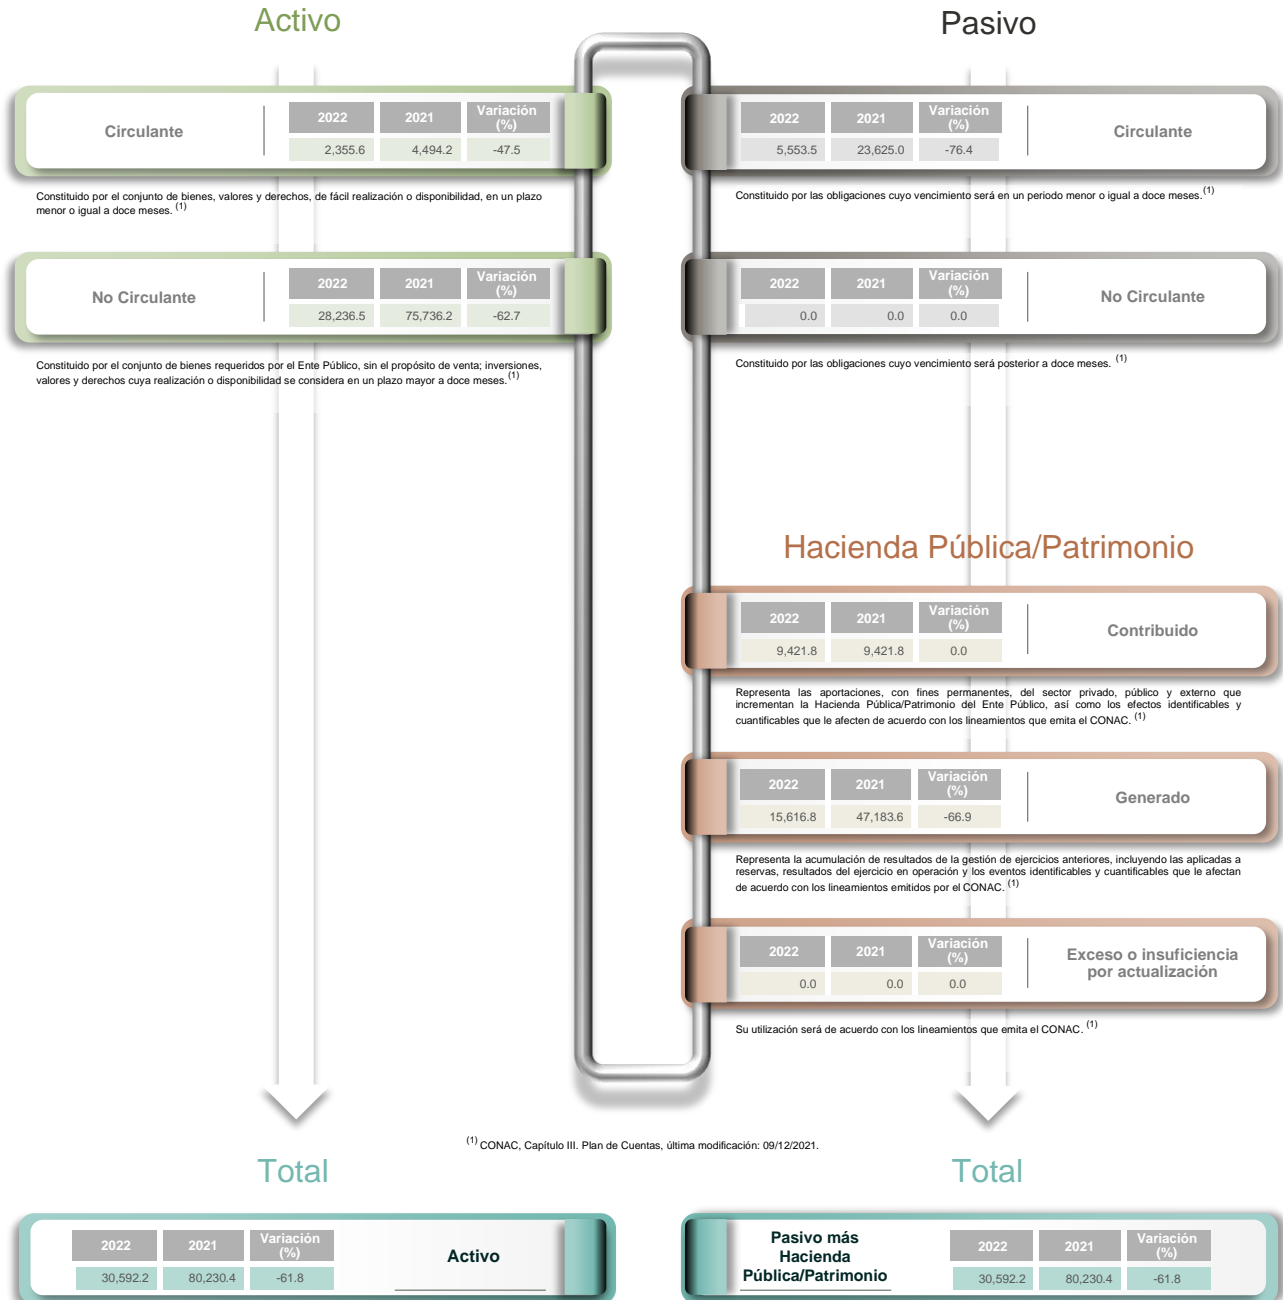 Activo
Circulante
2022 2021 Variación (%)
2,355.6 4,494.2 -47.5
Constituido por el conjunto de bienes, valores y derechos, de fácil realización o disponibilidad, en un plazo
menor o igual a doce meses. (1)
No Circulante
2022 2021 Variación (%)
28,236.5 75,736.2 -62.7
Constituido por el conjunto de bienes requeridos por el Ente Público, sin el propósito de venta; inversiones,
valores y derechos cuya realización o disponibilidad se considera en un plazo mayor a doce meses. (1)
Pasivo
2022 2021 Variación (%)
5,553.5 23,625.0 -76.4
Circulante
Constituido por las obligaciones cuyo vencimiento será en un periodo menor o igual a doce meses. (1)
2022 2021 Variación (%)
0.0 0.0 0.0
No Circulante
Constituido por las obligaciones cuyo vencimiento será posterior a doce meses. (1)
Hacienda Pública/Patrimonio
2022 2021 Variación (%)
9,421.8 9,421.8 0.0
Contribuido
Representa las aportaciones, con fines permanentes, del sector privado, público y externo que
incrementan la Hacienda Pública/Patrimonio del Ente Público, así como los efectos identificables y
cuantificables que le afecten de acuerdo con los lineamientos que emita el CONAC. (1)
2022 2021 Variación (%)
15,616.8 47,183.6 -66.9
Generado
Representa la acumulación de resultados de la gestión de ejercicios anteriores, incluyendo las aplicadas a
reservas, resultados del ejercicio en operación y los eventos identificables y cuantificables que le afectan
de acuerdo con los lineamientos emitidos por el CONAC. (1)
2022 2021 Variación (%)
0.0 0.0 0.0
Exceso o insuficiencia
por actualización
Su utilización será de acuerdo con los lineamientos que emita el CONAC. (1)
(1) CONAC, Capítulo III. Plan de Cuentas, última modificación: 09/12/2021.
Total
2022 2021 Variación (%)
30,592.2 80,230.4 -61.8
Activo
Total
Pasivo más
Hacienda
Pública/Patrimonio
2022 2021 Variación (%)
30,592.2 80,230.4 -61.8